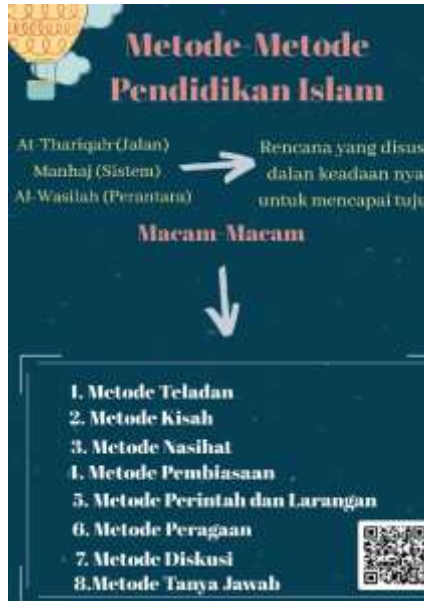 Metode-Metode
Pendidikan Islam
At-Thariqah (Jalan)
Manhaj (Sistem)
Al-Wasilah (Perantara)
Rencana yang disus
dalan keadaan nya
untuk mencapai tuju
Macam-Macam
1. Metode Teladan
2. Metode Kisah
3. Metode Nasihat
4. Metode Pembiasaan
5. Metode Perintah dan Larangan
6. Metode Peragaan
7. Metode Diskusi
8.Metode Tanya Jawab